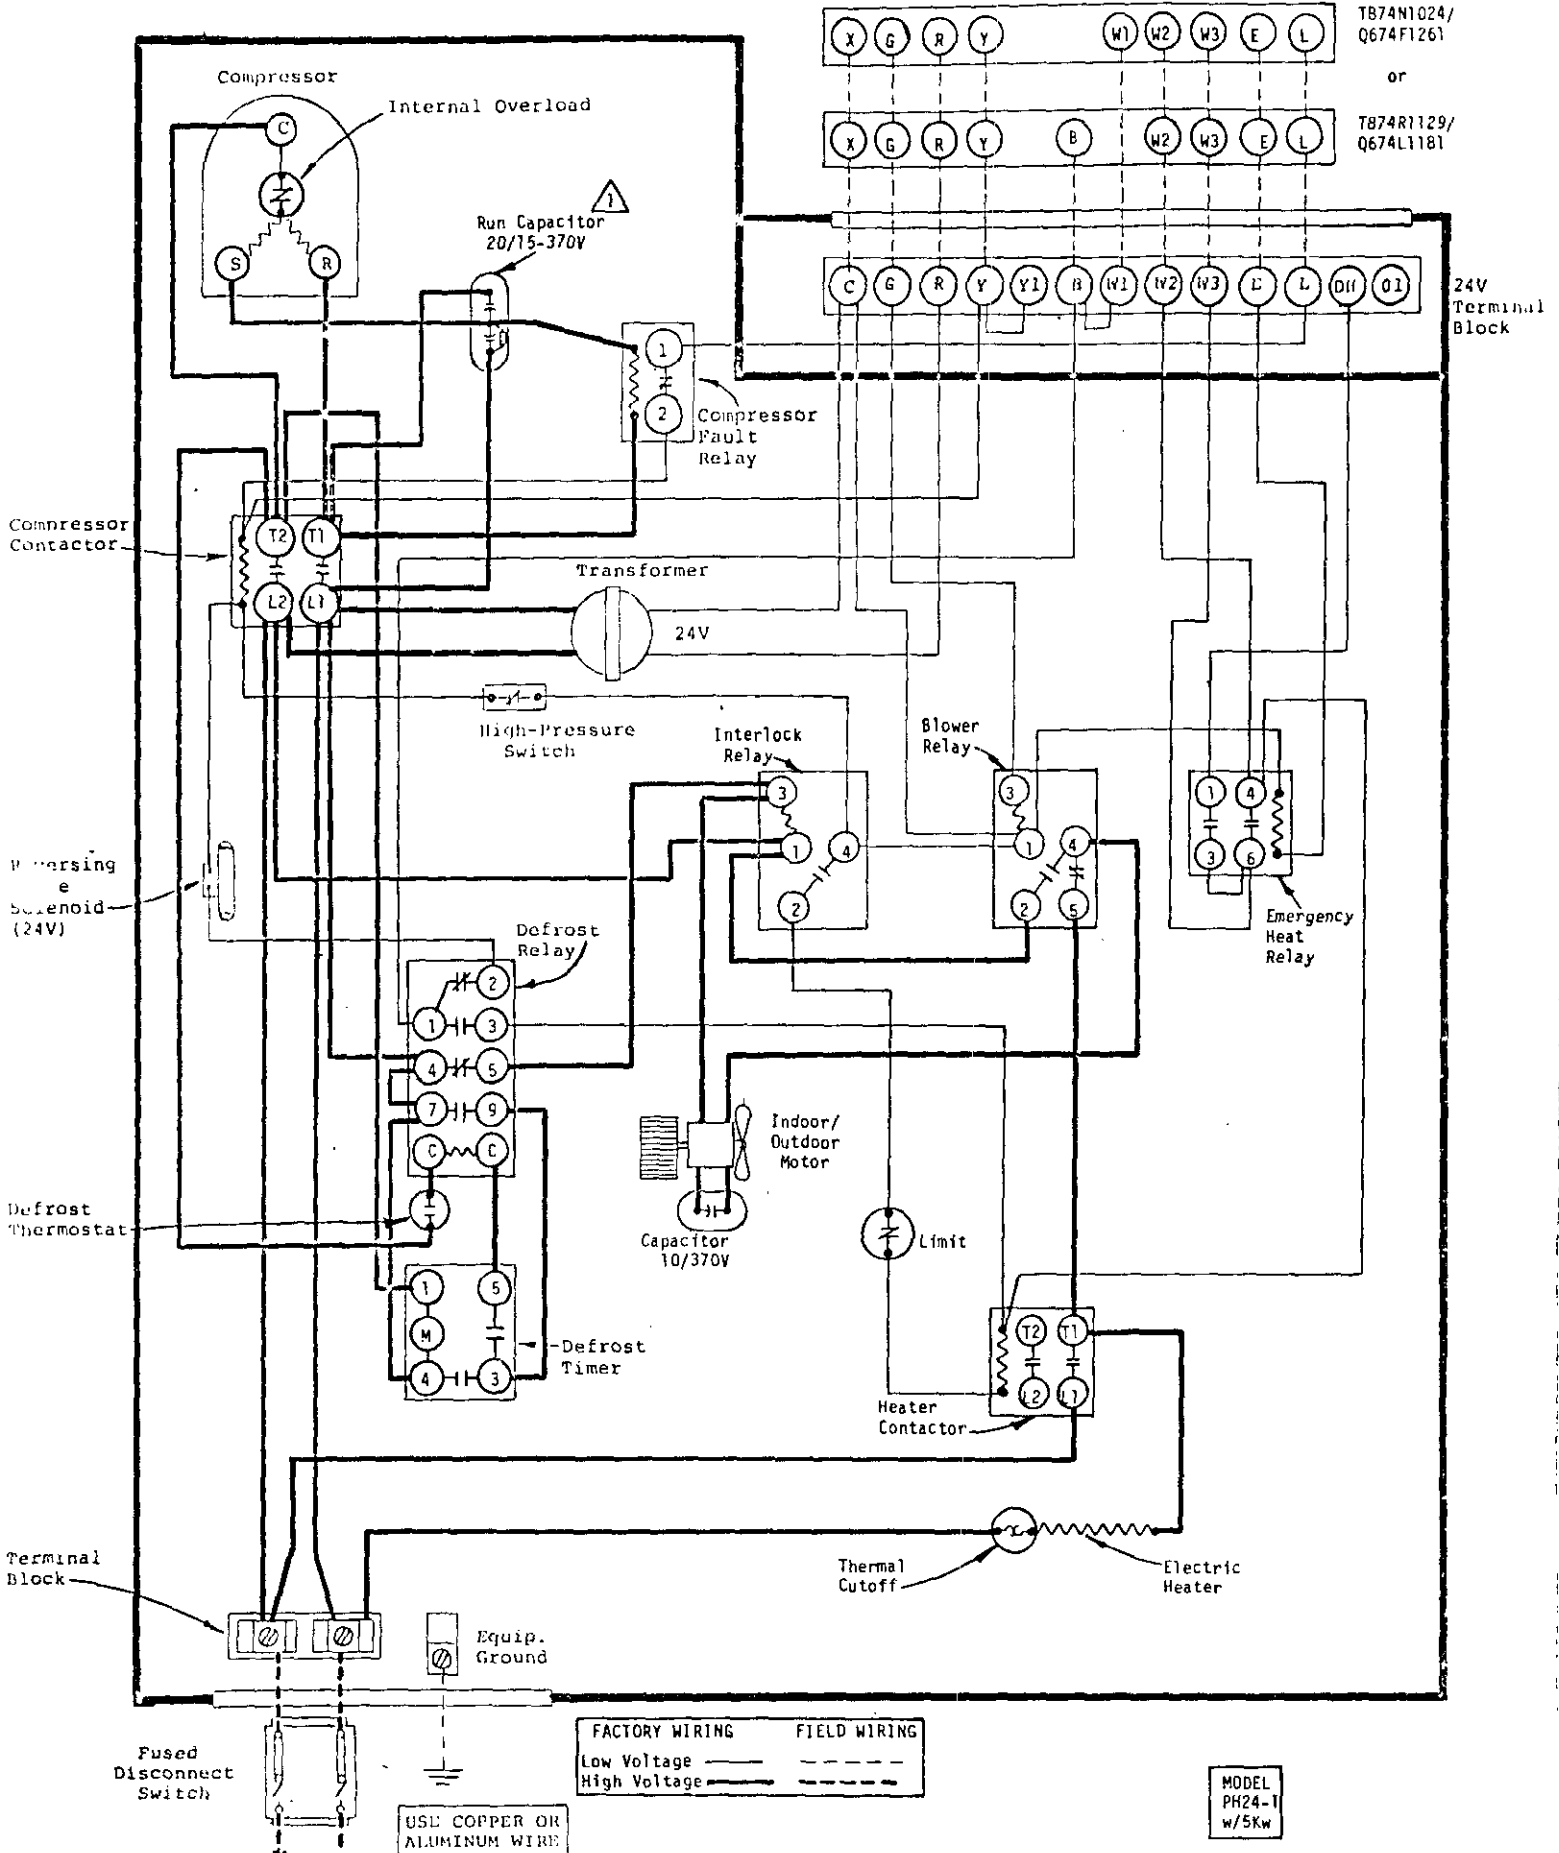 X G R Y W1 W2 W3 E L
T874N1024/
Q674F1261
or
X G R Y B W2 W3 E L
T874R1129/
Q674L1181
C G R Y Y1 B W1 W2 W3 E L DH O1
24V
Terminal
Block
Compressor
Internal Overload
C
S R
1
Run Capacitor
20/15-370V
1
2
Compressor
Fault
Relay
Compressor
Contactor
T2 T1
L2 L1
Transformer
24V
High-Pressure
Switch
Interlock
Relay
3
1 4
2
Blower
Relay
3
1 4
2 5
1 4
3 6
Emergency
Heat
Relay
Solenoid
(24V)
Defrost
Relay
2
1 3
4 5
7 9
C C
Defrost
Thermostat
1 5
M
4 3
Defrost
Timer
Indoor/
Outdoor
Motor
Capacitor
10/370V
Limit
T2 T1
L2 L1
Heater
Contactor
Thermal
Cutoff
Electric
Heater
Terminal
Block
Equip.
Ground
Fused
Disconnect
Switch
FACTORY WIRING FIELD WIRING
Low Voltage
High Voltage
USE COPPER OR
ALUMINUM WIRE
MODEL
PH24-1
w/5Kw